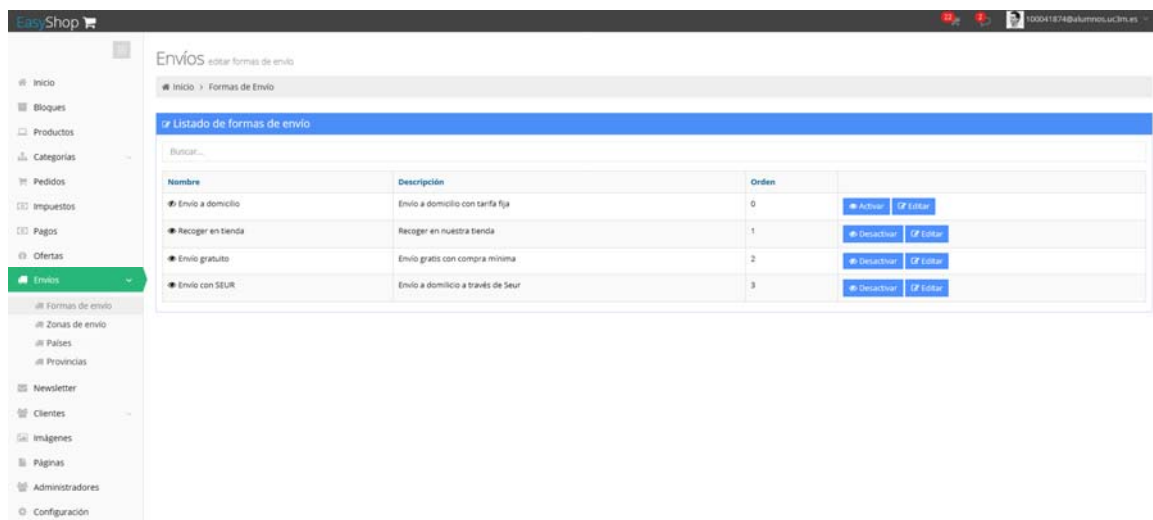 EasyShop
22
2
100041874@alumnos.uc3m.es
Envíos editar formas de envío
Inicio > Formas de Envío
Inicio
Bloques
Productos
Categorías
Pedidos
Impuestos
Pagos
Ofertas
Envíos
Formas de envío
Zonas de envío
Países
Provincias
Newsletter
Clientes
Imágenes
Páginas
Administradores
Configuración
Listado de formas de envío
Buscar...
Nombre Descripción Orden
Envío a domicilio Envío a domicilio con tarifa fija 0 Activar Editar
Recoger en tienda Recoger en nuestra tienda 1 Desactivar Editar
Envío gratuito Envío gratis con compra mínima 2 Desactivar Editar
Envío con SEUR Envío a domilicio a través de Seur 3 Desactivar Editar